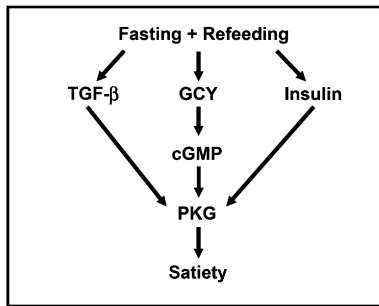 Fasting + Refeeding
TGF-β GCY Insulin
cGMP
PKG
Satiety